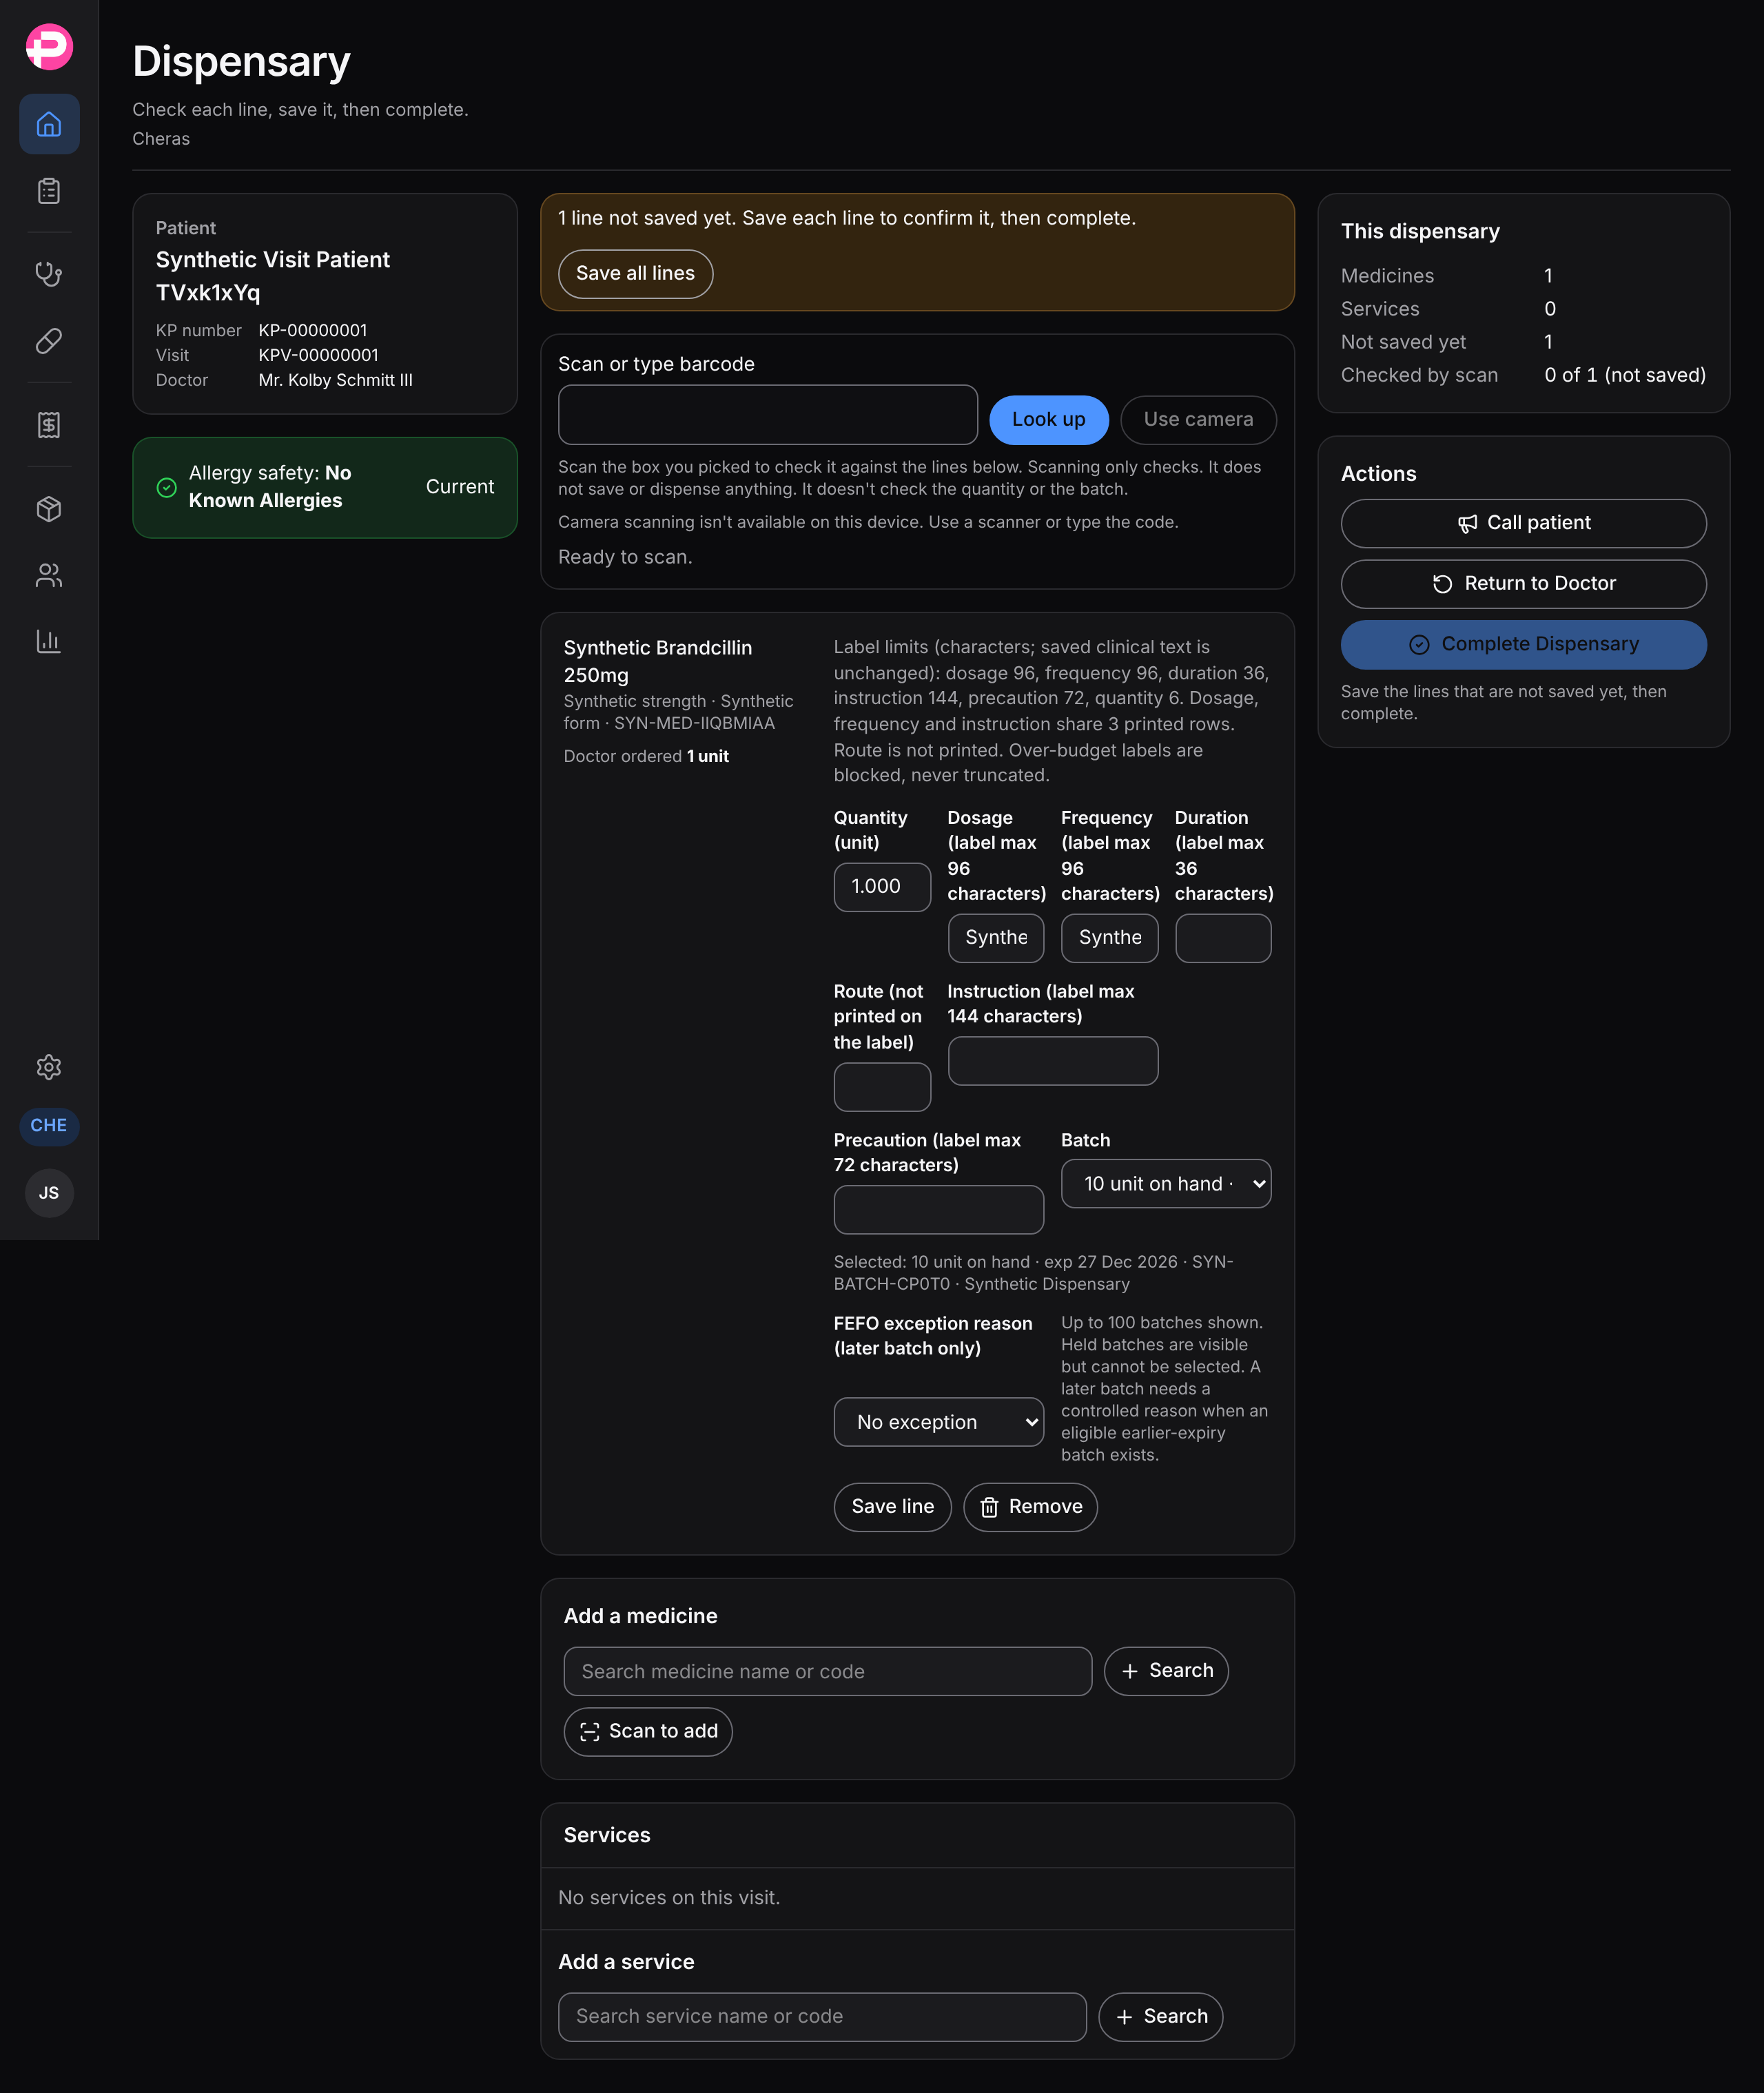 Dispensary
Check each line, save it, then complete.
Cheras
Patient
Synthetic Visit Patient
TVxk1xYq
KP number KP-00000001
Visit KPV-00000001
Doctor Mr. Kolby Schmitt III
Allergy safety: No
Known Allergies
Current
1 line not saved yet. Save each line to confirm it, then complete.
Save all lines
Scan or type barcode
Look up
Use camera
Scan the box you picked to check it against the lines below. Scanning only checks. It does
not save or dispense anything. It doesn't check the quantity or the batch.
Camera scanning isn't available on this device. Use a scanner or type the code.
Ready to scan.
Synthetic Brandcillin
250mg
Synthetic strength · Synthetic
form · SYN-MED-IIQBMIAA
Doctor ordered 1 unit
Label limits (characters; saved clinical text is
unchanged): dosage 96, frequency 96, duration 36,
instruction 144, precaution 72, quantity 6. Dosage,
frequency and instruction share 3 printed rows.
Route is not printed. Over-budget labels are
blocked, never truncated.
Quantity
(unit)
1.000
Dosage
(label max
96
characters)
Synthe
Frequency
(label max
96
characters)
Synthe
Duration
(label max
36
characters)
Route (not
printed on
the label)
Instruction (label max
144 characters)
Precaution (label max
72 characters)
Batch
10 unit on hand ·
Selected: 10 unit on hand · exp 27 Dec 2026 · SYN-
BATCH-CP0T0 · Synthetic Dispensary
FEFO exception reason
(later batch only)
No exception
Up to 100 batches shown.
Held batches are visible
but cannot be selected. A
later batch needs a
controlled reason when an
eligible earlier-expiry
batch exists.
Save line
Remove
Add a medicine
Search medicine name or code
Search
Scan to add
Services
No services on this visit.
Add a service
Search service name or code
Search
This dispensary
Medicines 1
Services 0
Not saved yet 1
Checked by scan 0 of 1 (not saved)
Actions
Call patient
Return to Doctor
Complete Dispensary
Save the lines that are not saved yet, then
complete.
CHE
JS